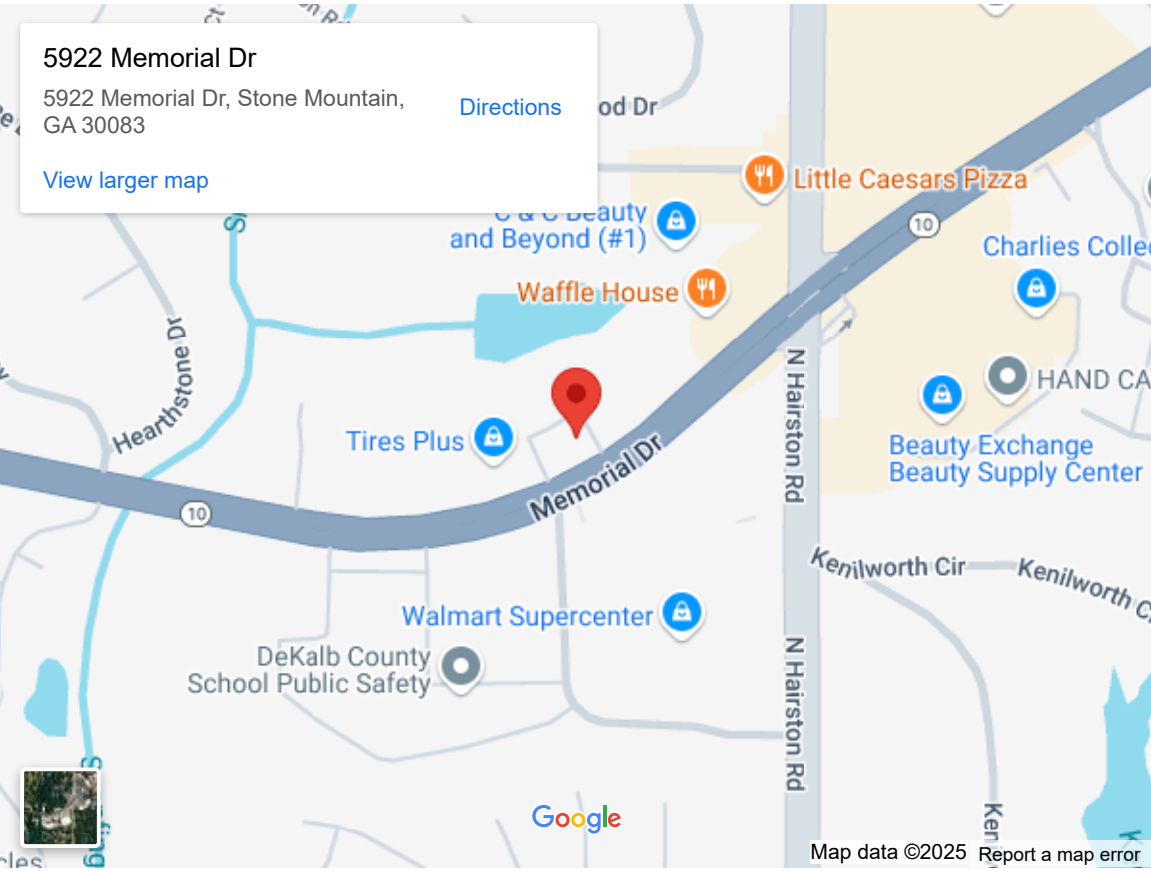 5922 Memorial Dr
5922 Memorial Dr, Stone Mountain,
GA 30083
Directions
View larger map
od Dr
Little Caesars Pizza
C & C Beauty
and Beyond (#1)
10
Charlies Colle
Waffle House
Hearthstone Dr
N Hairston Rd
HAND CA
Tires Plus
Beauty Exchange
Beauty Supply Center
Memorial Dr
10
Kenilworth Cir
Kenilworth C
Walmart Supercenter
DeKalb County
School Public Safety
N Hairston Rd
Google
Map data ©2025
Report a map error
cles